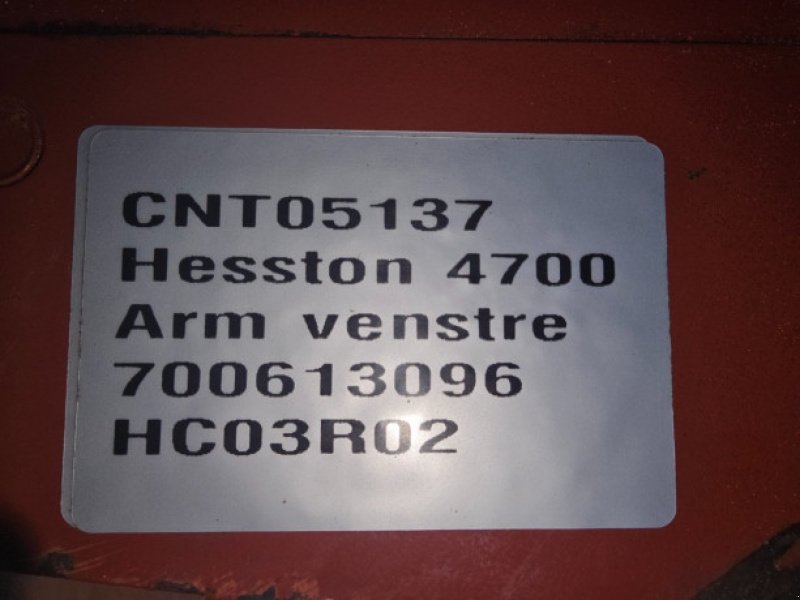 CNT05137
Hesston 4700
Arm venstre
700613096
HC03R02